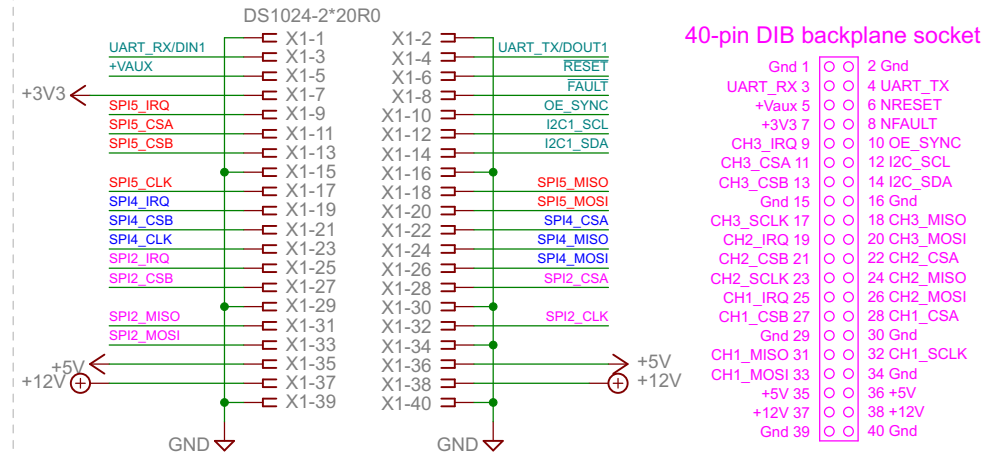 DS1024-2*20R0
X1-1
UART_RX/DIN1 X1-3
+VAUX X1-5
+3V3 X1-7
SPI5_IRQ X1-9
SPI5_CSA X1-11
SPI5_CSB X1-13
X1-15
SPI5_CLK X1-17
SPI4_IRQ X1-19
SPI4_CSB X1-21
SPI4_CLK X1-23
SPI2_IRQ X1-25
SPI2_CSB X1-27
X1-29
SPI2_MISO X1-31
SPI2_MOSI X1-33
+5V X1-35
+12V X1-37
X1-39
GND
X1-2
X1-4 UART_TX/DOUT1
X1-6 RESET
X1-8 FAULT
X1-10 OE_SYNC
X1-12 I2C1_SCL
X1-14 I2C1_SDA
X1-16
X1-18 SPI5_MISO
X1-20 SPI5_MOSI
X1-22 SPI4_CSA
X1-24 SPI4_MISO
X1-26 SPI4_MOSI
X1-28 SPI2_CSA
X1-30
X1-32 SPI2_CLK
X1-34
X1-36 +5V
X1-38 +12V
X1-40
GND
40-pin DIB backplane socket
Gnd 1 2 Gnd
UART_RX 3 4 UART_TX
+Vaux 5 6 NRESET
+3V3 7 8 NFAULT
CH3_IRQ 9 10 OE_SYNC
CH3_CSA 11 12 I2C_SCL
CH3_CSB 13 14 I2C_SDA
Gnd 15 16 Gnd
CH3_SCLK 17 18 CH3_MISO
CH2_IRQ 19 20 CH3_MOSI
CH2_CSB 21 22 CH2_CSA
CH2_SCLK 23 24 CH2_MISO
CH1_IRQ 25 26 CH2_MOSI
CH1_CSB 27 28 CH1_CSA
Gnd 29 30 Gnd
CH1_MISO 31 32 CH1_SCLK
CH1_MOSI 33 34 Gnd
+5V 35 36 +5V
+12V 37 38 +12V
Gnd 39 40 Gnd